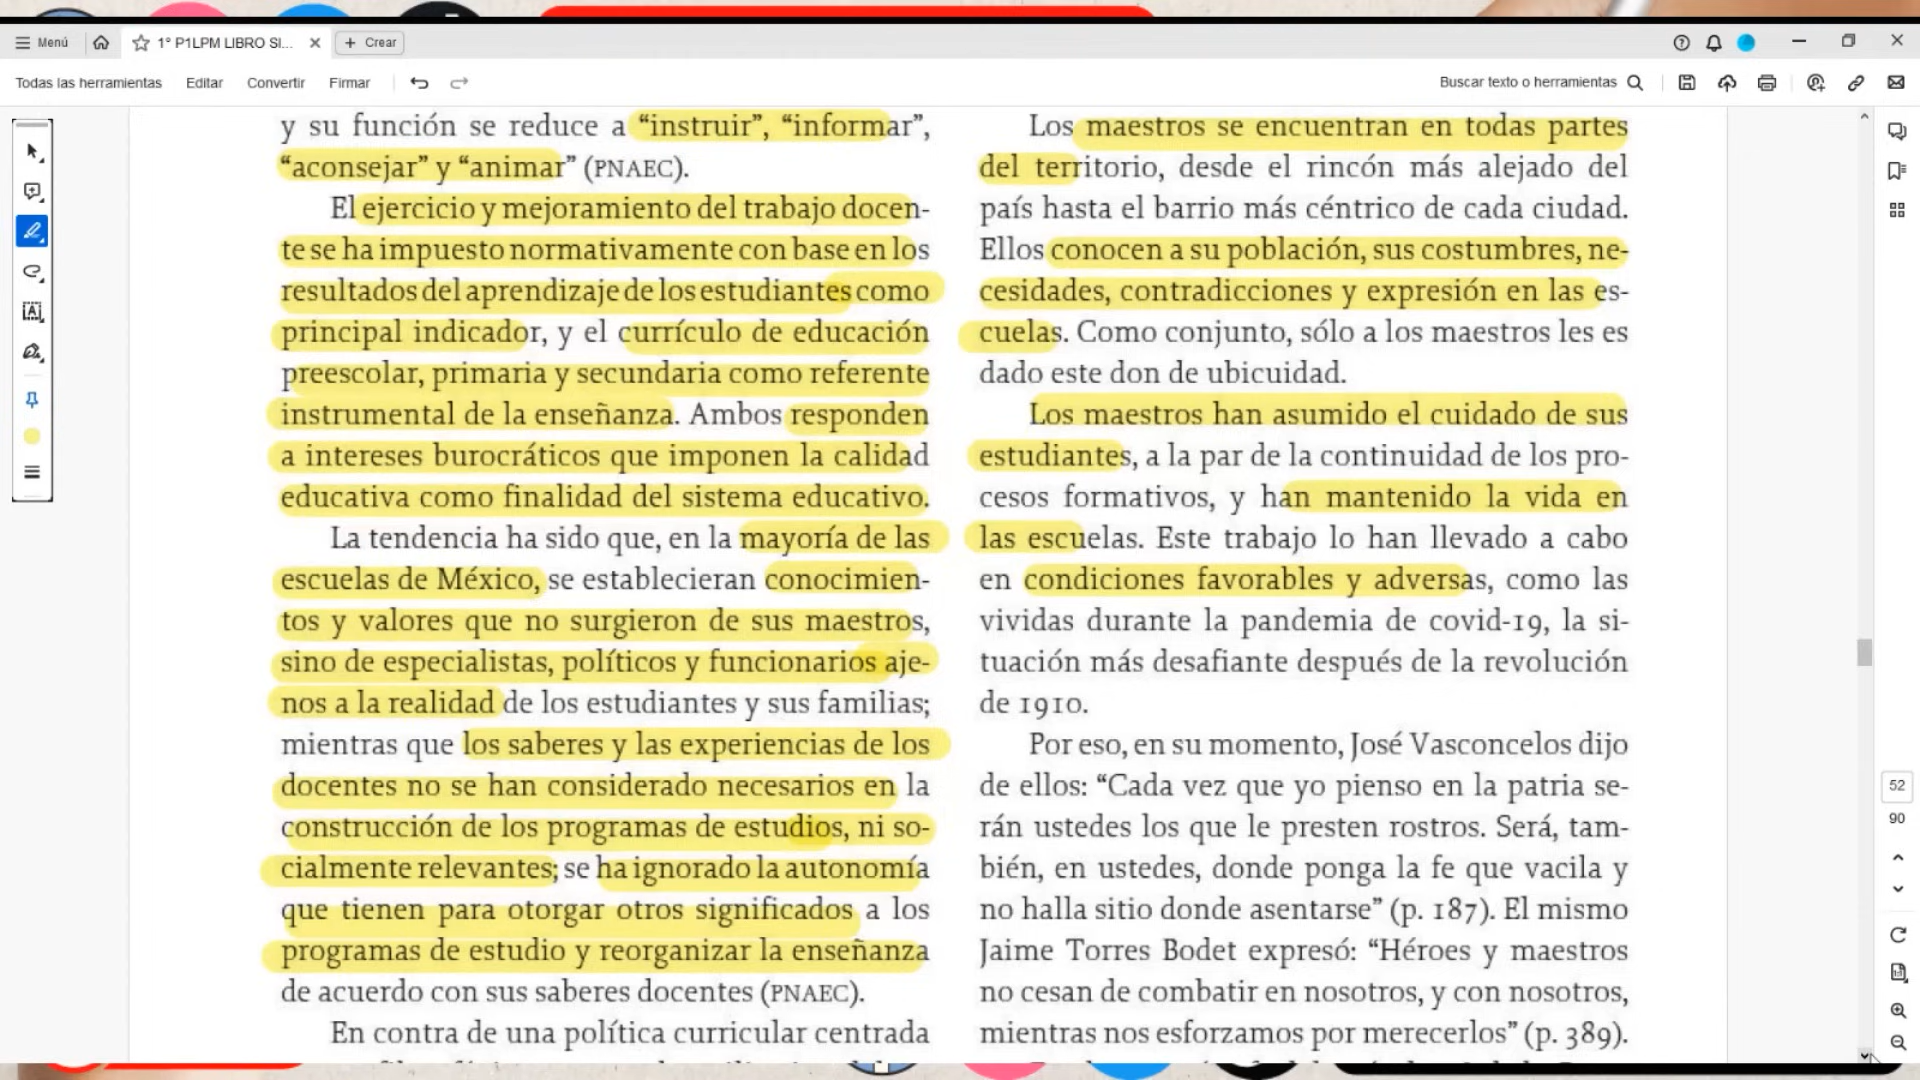 Menú
1° P1LPM LIBRO SI...
Crear
Todas las herramientas
Editar
Convertir
Firmar
Buscar texto o herramientas
y su función se reduce a “instruir”, “informar”,
“aconsejar” y “animar” (PNAEC).
El ejercicio y mejoramiento del trabajo docen-
te se ha impuesto normativamente con base en los
resultados del aprendizaje de los estudiantes como
principal indicador, y el currículo de educación
preescolar, primaria y secundaria como referente
instrumental de la enseñanza. Ambos responden
a intereses burocráticos que imponen la calidad
educativa como finalidad del sistema educativo.
La tendencia ha sido que, en la mayoría de las
escuelas de México, se establecieran conocimien-
tos y valores que no surgieron de sus maestros,
sino de especialistas, políticos y funcionarios aje-
nos a la realidad de los estudiantes y sus familias;
mientras que los saberes y las experiencias de los
docentes no se han considerado necesarios en la
construcción de los programas de estudios, ni so-
cialmente relevantes; se ha ignorado la autonomía
que tienen para otorgar otros significados a los
programas de estudio y reorganizar la enseñanza
de acuerdo con sus saberes docentes (PNAEC).
En contra de una política curricular centrada
Los maestros se encuentran en todas partes
del territorio, desde el rincón más alejado del
país hasta el barrio más céntrico de cada ciudad.
Ellos conocen a su población, sus costumbres, ne-
cesidades, contradicciones y expresión en las es-
cuelas. Como conjunto, sólo a los maestros les es
dado este don de ubicuidad.
Los maestros han asumido el cuidado de sus
estudiantes, a la par de la continuidad de los pro-
cesos formativos, y han mantenido la vida en
las escuelas. Este trabajo lo han llevado a cabo
en condiciones favorables y adversas, como las
vividas durante la pandemia de covid-19, la si-
tuación más desafiante después de la revolución
de 1910.
Por eso, en su momento, José Vasconcelos dijo
de ellos: “Cada vez que yo pienso en la patria se-
rán ustedes los que le presten rostros. Será, tam-
bién, en ustedes, donde ponga la fe que vacila y
no halla sitio donde asentarse” (p. 187). El mismo
Jaime Torres Bodet expresó: “Héroes y maestros
no cesan de combatir en nosotros, y con nosotros,
mientras nos esforzamos por merecerlos” (p. 389).
52
90